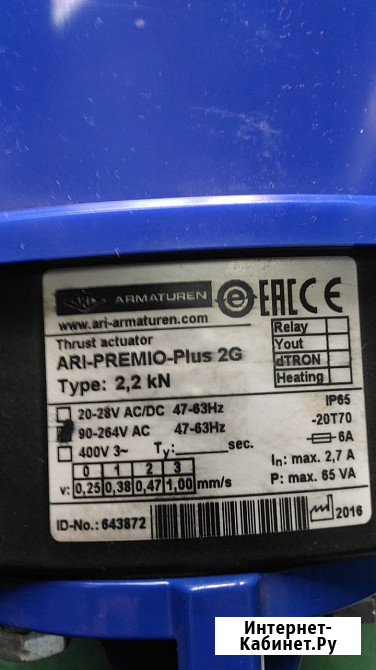 ARMATUREN
EAC CE
www.ari-armaturen.com
Thrust actuator
ARI-PREMIO-Plus 2G
Type: 2,2 kN
Relay
Yout
dTRON
Heating
20-28V AC/DC 47-63Hz
90-264V AC 47-63Hz
400V 3~ Ty:______sec.
0 1 2 3
v: 0,25 0,38 0,47 1,00 mm/s
IP65
-20T70
6A
In: max. 2,7 A
P: max. 65 VA
ID-No.: 643872
2016
Интернет-
Кабинет.Ру